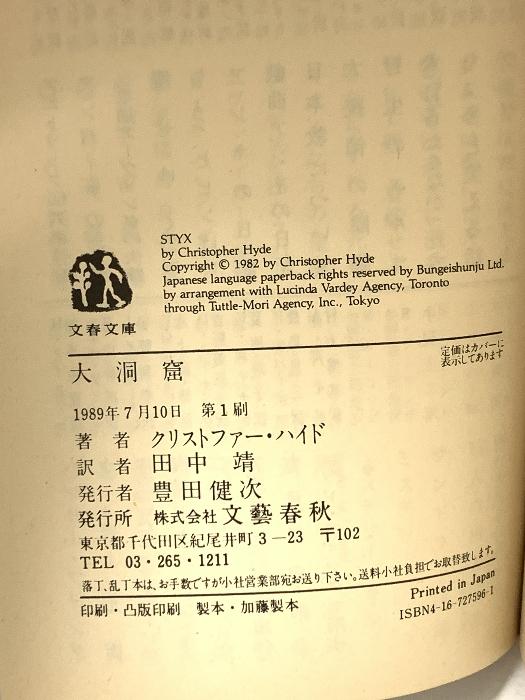 STYX
by Christopher Hyde
Copyright © 1982 by Christopher Hyde
Japanese language paperback rights reserved by Bungeishunju Ltd.
by arrangement with Lucinda Vardey Agency, Toronto
through Tuttle-Mori Agency, Inc., Tokyo
文春文庫
定価はカバーに
表示してあります
大洞窟
1989年7月10日 第1刷
著者 クリストファー・ハイド
訳者 田中靖
発行者 豊田健次
発行所 株式会社 文藝春秋
東京都千代田区紀尾井町3―23 〒102
TEL 03・265・1211
落丁、乱丁本は、お手数ですが小社営業部宛お送り下さい。送料小社負担でお取替致します。
印刷・凸版印刷 製本・加藤製本
Printed in Japan
ISBN4-16-727596-1